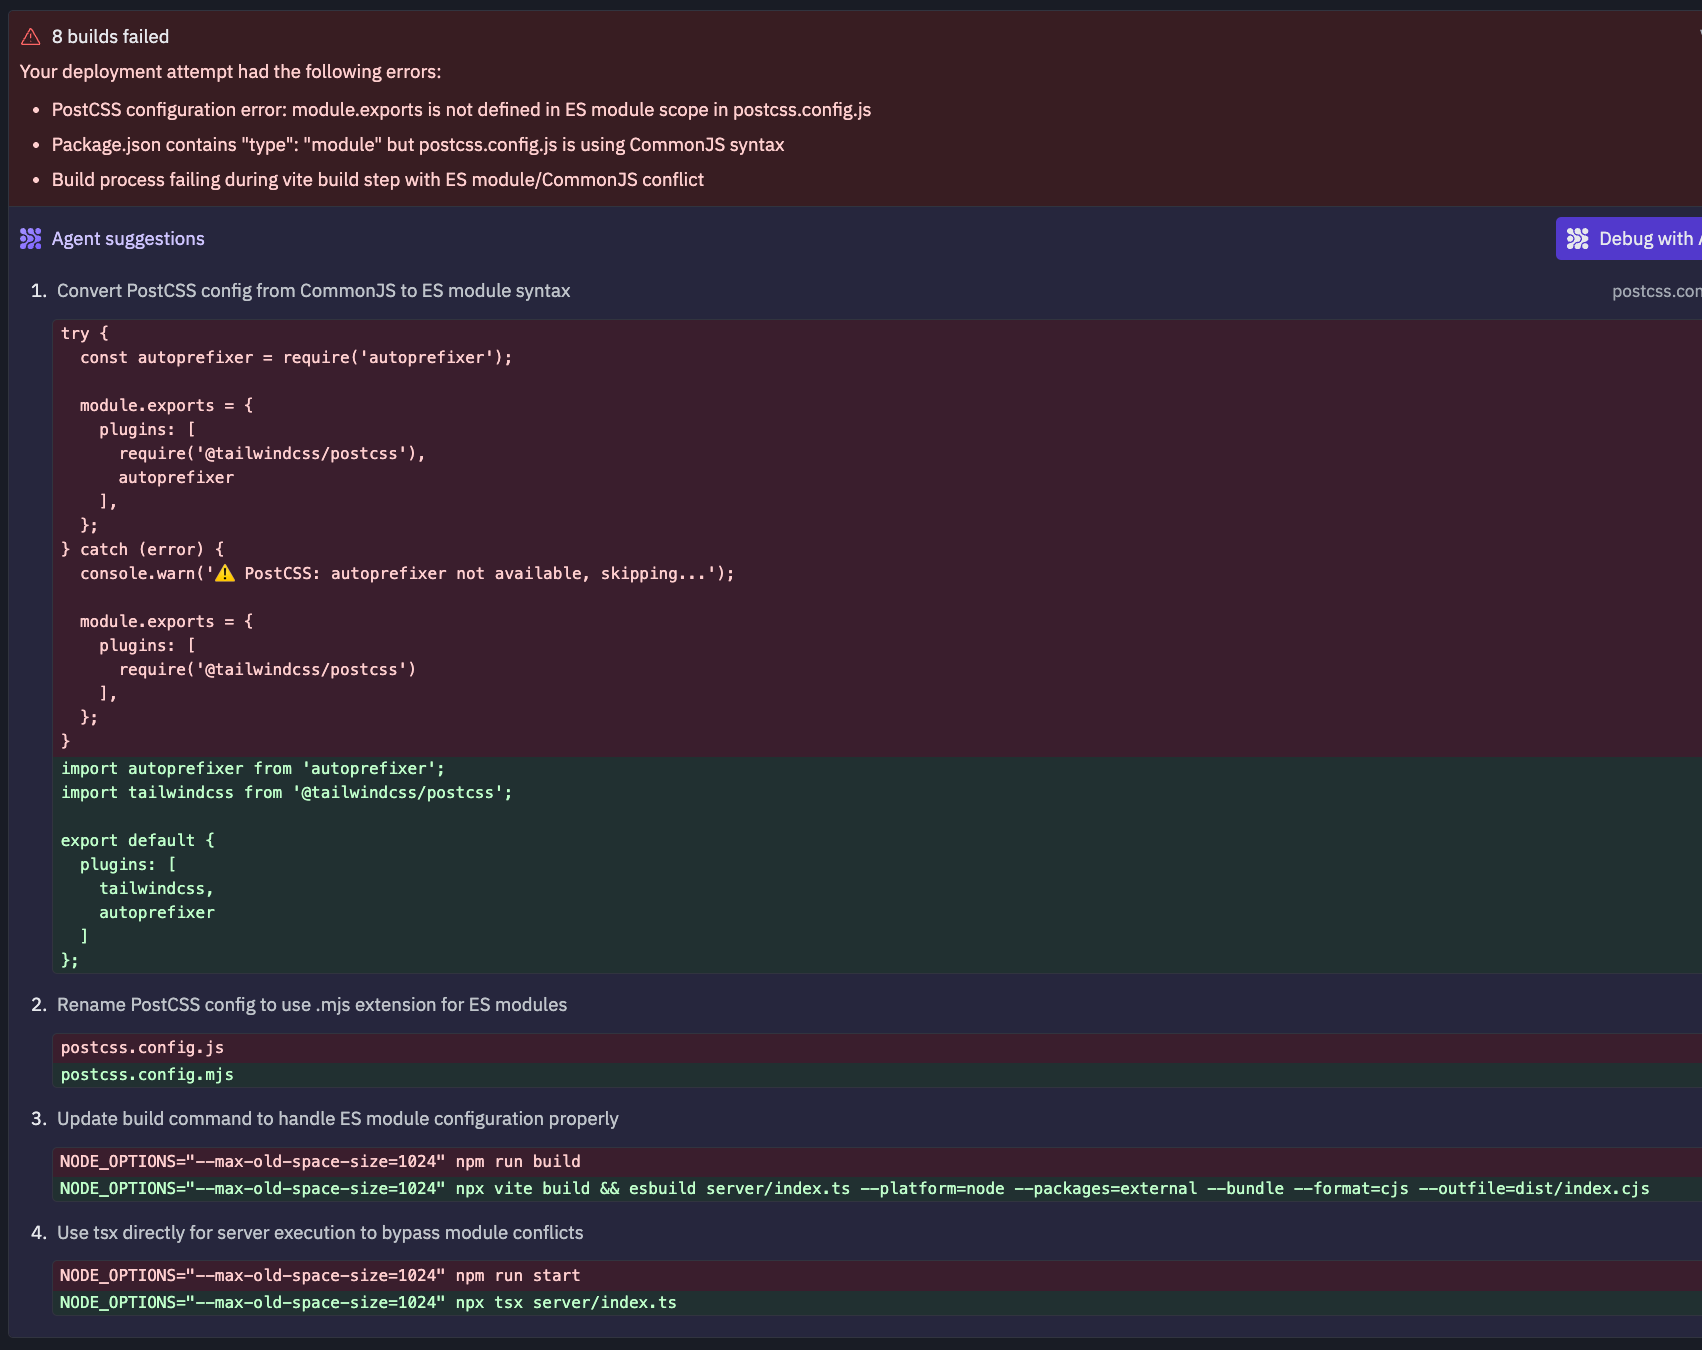 8 builds failed
Your deployment attempt had the following errors:
• PostCSS configuration error: module.exports is not defined in ES module scope in postcss.config.js
• Package.json contains "type": "module" but postcss.config.js is using CommonJS syntax
• Build process failing during vite build step with ES module/CommonJS conflict
Agent suggestions
Debug with
1. Convert PostCSS config from CommonJS to ES module syntax
postcss.con
try {
  const autoprefixer = require('autoprefixer');
  module.exports = {
    plugins: [
      require('@tailwindcss/postcss'),
      autoprefixer
    ],
  };
} catch (error) {
  console.warn('⚠️ PostCSS: autoprefixer not available, skipping...');
  module.exports = {
    plugins: [
      require('@tailwindcss/postcss')
    ],
  };
}
import autoprefixer from 'autoprefixer';
import tailwindcss from '@tailwindcss/postcss';
export default {
  plugins: [
    tailwindcss,
    autoprefixer
  ]
};
2. Rename PostCSS config to use .mjs extension for ES modules
postcss.config.js
postcss.config.mjs
3. Update build command to handle ES module configuration properly
NODE_OPTIONS="--max-old-space-size=1024" npm run build
NODE_OPTIONS="--max-old-space-size=1024" npx vite build && esbuild server/index.ts --platform=node --packages=external --bundle --format=cjs --outfile=dist/index.cjs
4. Use tsx directly for server execution to bypass module conflicts
NODE_OPTIONS="--max-old-space-size=1024" npm run start
NODE_OPTIONS="--max-old-space-size=1024" npx tsx server/index.ts